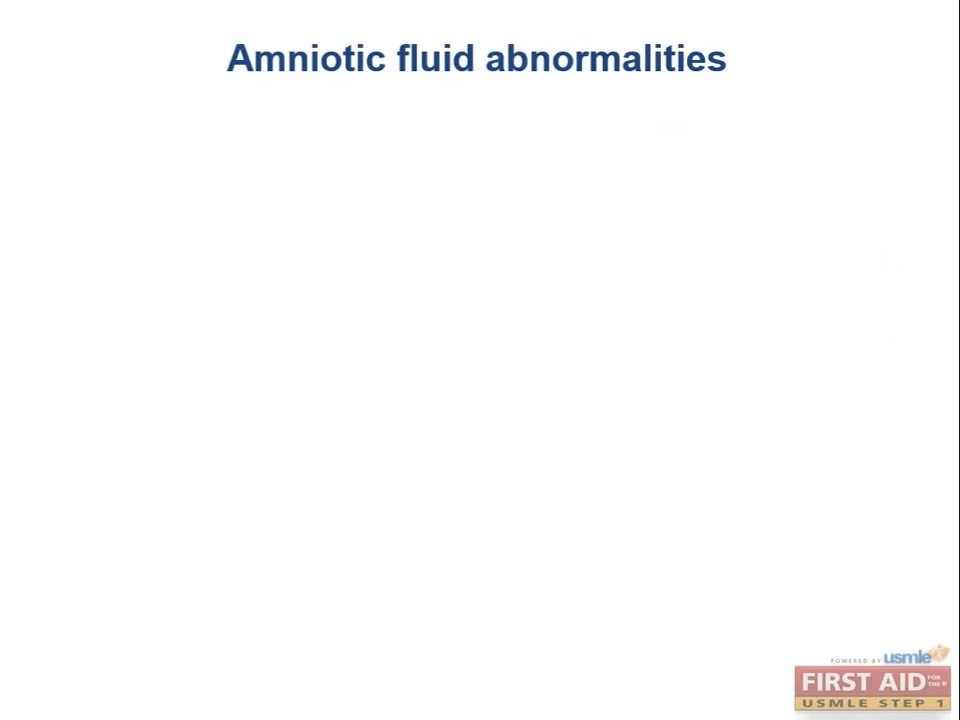 Amniotic fluid abnormalities
POWERED BY usmle
FIRST AID FOR THE®
USMLE STEP 1